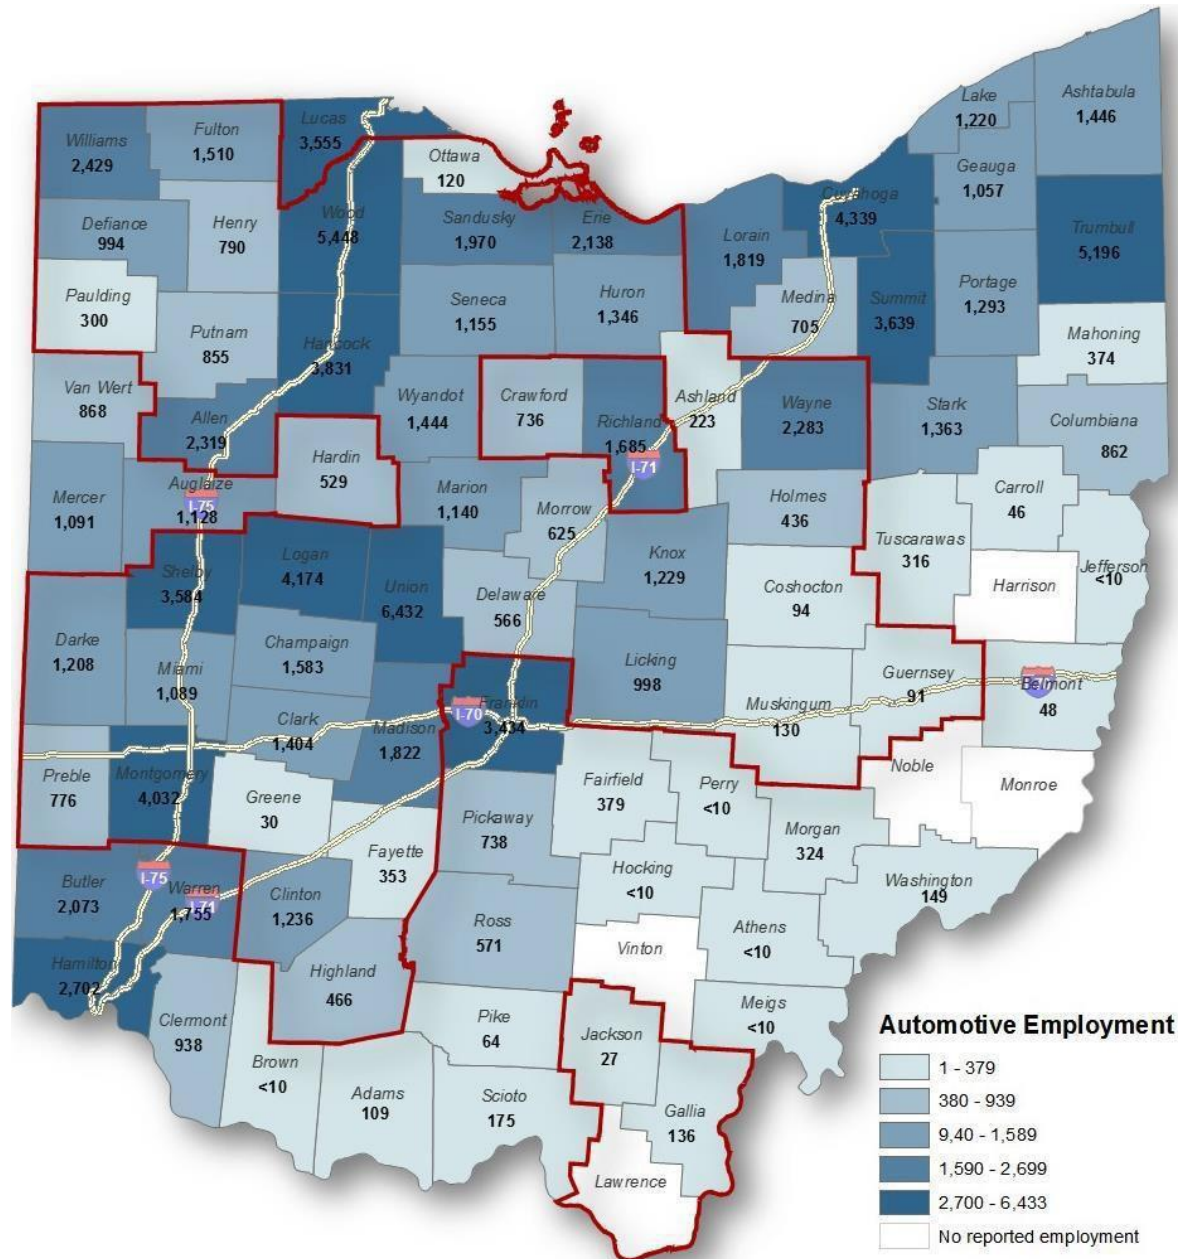 Lake
1,220
Ashtabula
1,446
Williams
2,429
Fulton
1,510
Lucas
3,555
Ottawa
120
Geauga
1,057
Cuyahoga
4,339
Defiance
994
Henry
790
Wood
5,448
Sandusky
1,970
Erie
2,138
Lorain
1,819
Trumbull
5,196
Paulding
300
Putnam
855
Hancock
3,831
Seneca
1,155
Huron
1,346
Medina
705
Summit
3,639
Portage
1,293
Mahoning
374
Van Wert
868
Allen
2,319
Wyandot
1,444
Crawford
736
Richland
1,685
I-71
Ashland
223
Wayne
2,283
Stark
1,363
Columbiana
862
Mercer
1,091
Auglaize
I-75
1,128
Hardin
529
Marion
1,140
Morrow
625
Holmes
436
Carroll
46
Tuscarawas
316
Jefferson
<10
Harrison
Shelby
3,584
Logan
4,174
Union
6,432
Delaware
566
Knox
1,229
Coshocton
94
Darke
1,208
Miami
1,089
Champaign
1,583
Licking
998
Guernsey
91
Belmont
48
Clark
1,404
Madison
1,822
I-70
Franklin
3,434
Muskingum
130
Preble
776
Montgomery
4,032
Greene
30
Fairfield
379
Perry
<10
Noble
Monroe
Fayette
353
Pickaway
738
Morgan
324
Butler
2,073
I-75
Warren
I-71
1,755
Clinton
1,236
Hocking
<10
Washington
149
Ross
571
Vinton
Athens
<10
Hamilton
2,702
Highland
466
Clermont
938
Pike
64
Jackson
27
Meigs
<10
Brown
<10
Adams
109
Scioto
175
Gallia
136
Lawrence
Automotive Employment
1 - 379
380 - 939
9,40 - 1,589
1,590 - 2,699
2,700 - 6,433
No reported employment